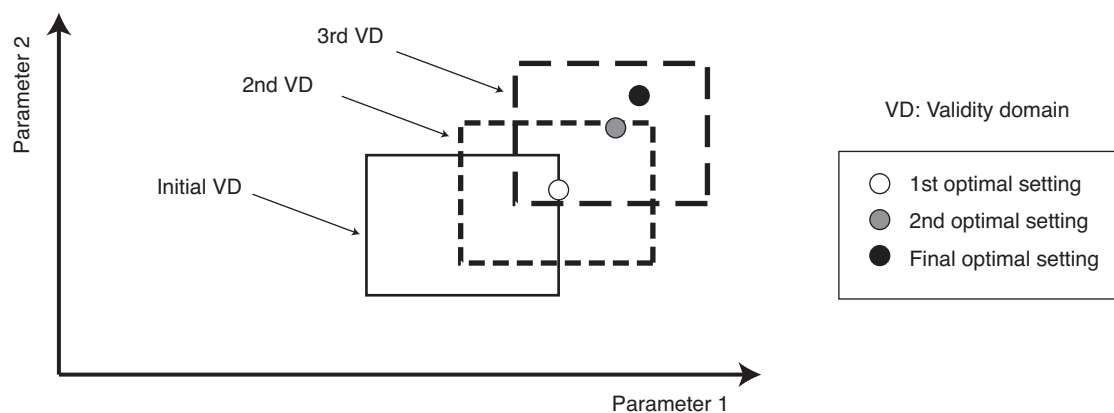 Parameter 2
3rd VD
2nd VD
Initial VD
Parameter 1
VD: Validity domain
1st optimal setting
2nd optimal setting
Final optimal setting